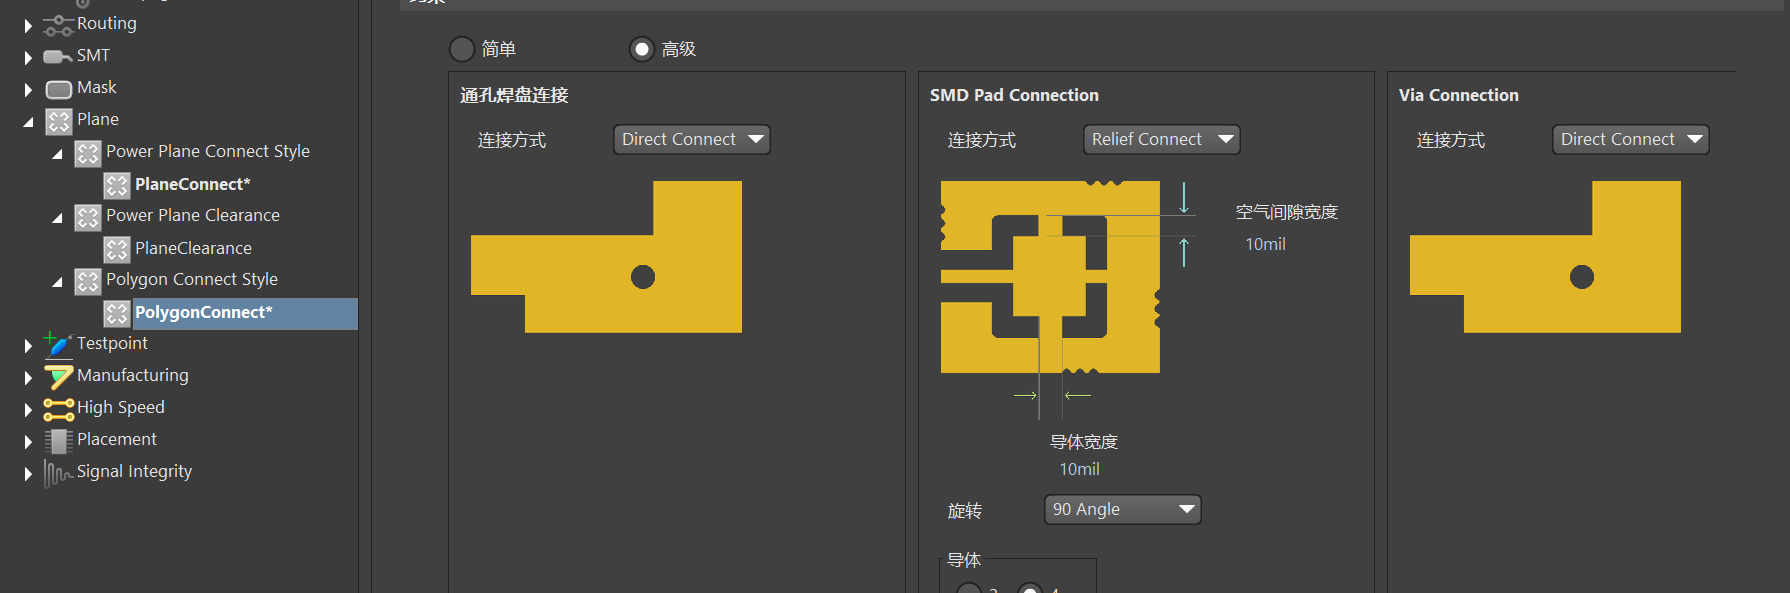 Routing
SMT
Mask
Plane
Power Plane Connect Style
PlaneConnect*
Power Plane Clearance
PlaneClearance
Polygon Connect Style
PolygonConnect*
Testpoint
Manufacturing
High Speed
Placement
Signal Integrity
简单
高级
通孔焊盘连接
连接方式
Direct Connect
SMD Pad Connection
连接方式
Relief Connect
空气间隙宽度
10mil
导体宽度
10mil
旋转
90 Angle
导体
Via Connection
连接方式
Direct Connect